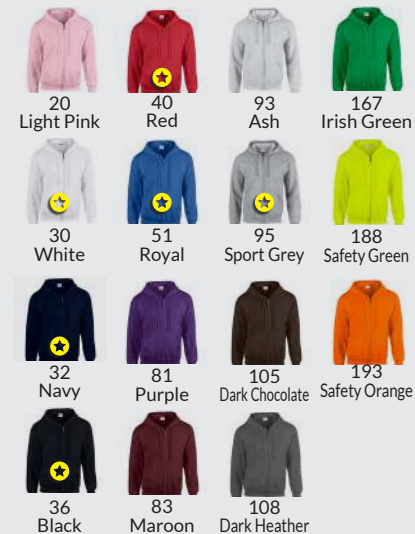 20
Light Pink
40
Red
93
Ash
167
Irish Green
30
White
51
Royal
95
Sport Grey
188
Safety Green
32
Navy
81
Purple
105
Dark Chocolate
193
Safety Orange
36
Black
83
Maroon
108
Dark Heather